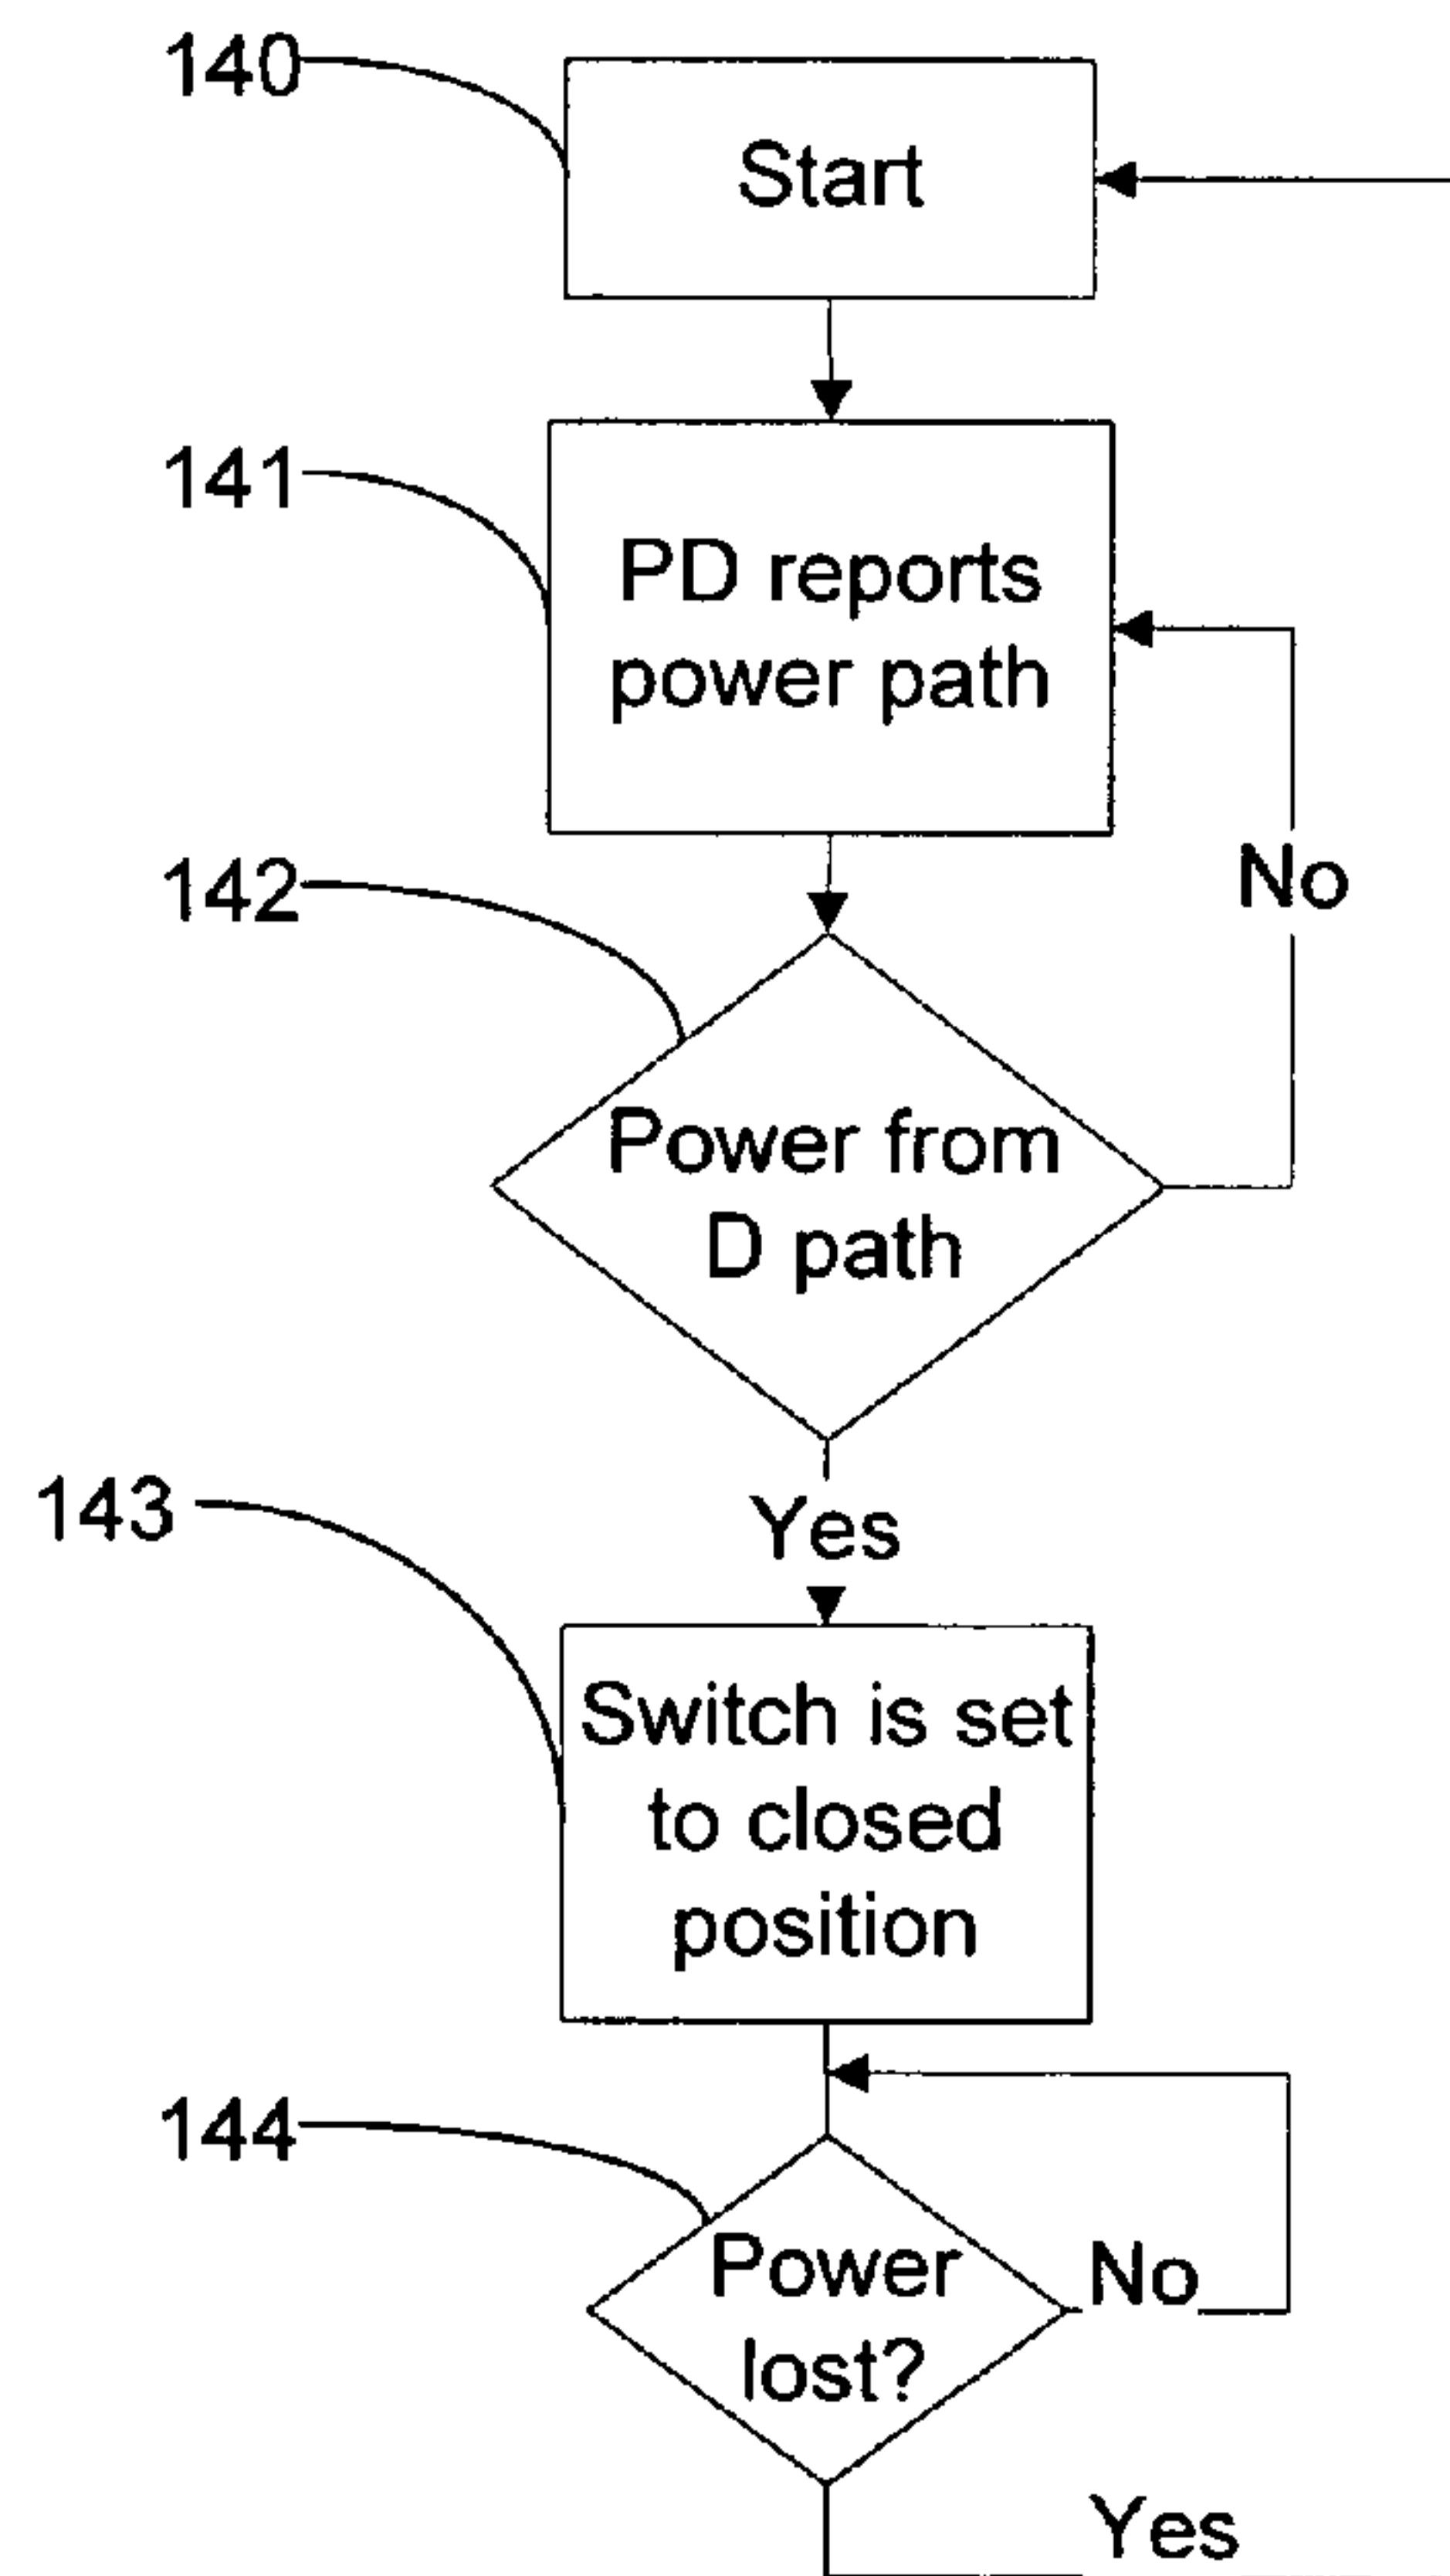 140
Start
141
PD reports
power path
142
No
Power from
D path
Yes
143
Switch is set
to closed
position
144
Power
lost?
No
Yes